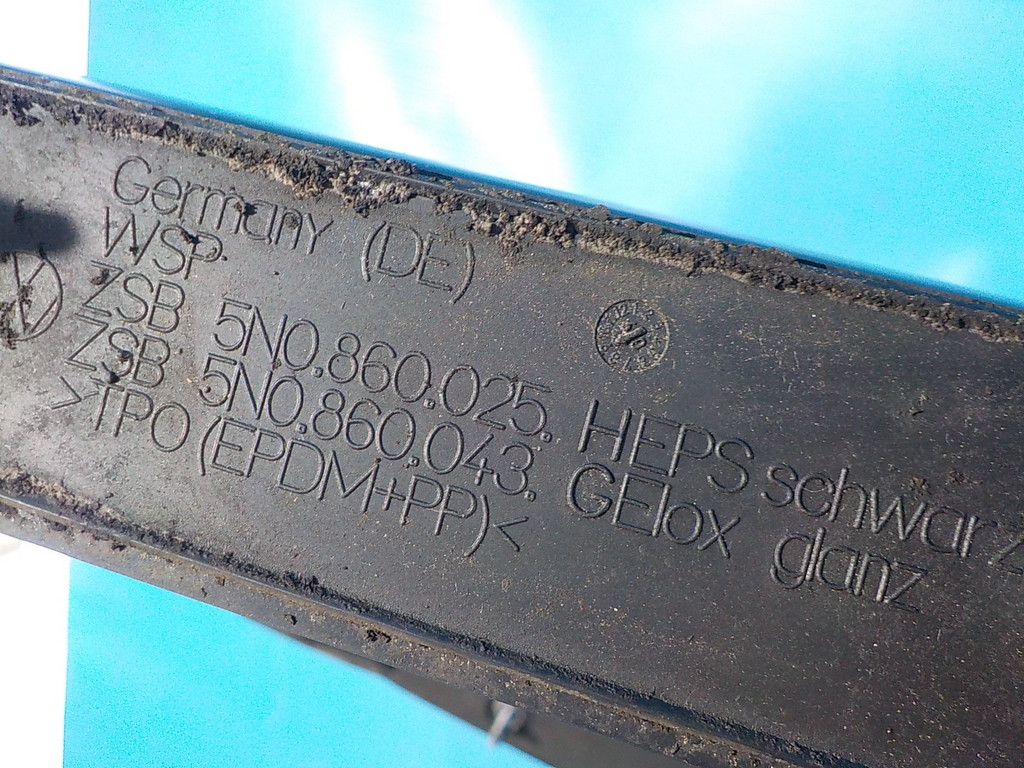 Germany (DE)
WSP
ZSB 5N0.860.025. HEPS schwarz
ZSB 5N0.860.043. GElox glanz
>TPO (EPDM+PP)<